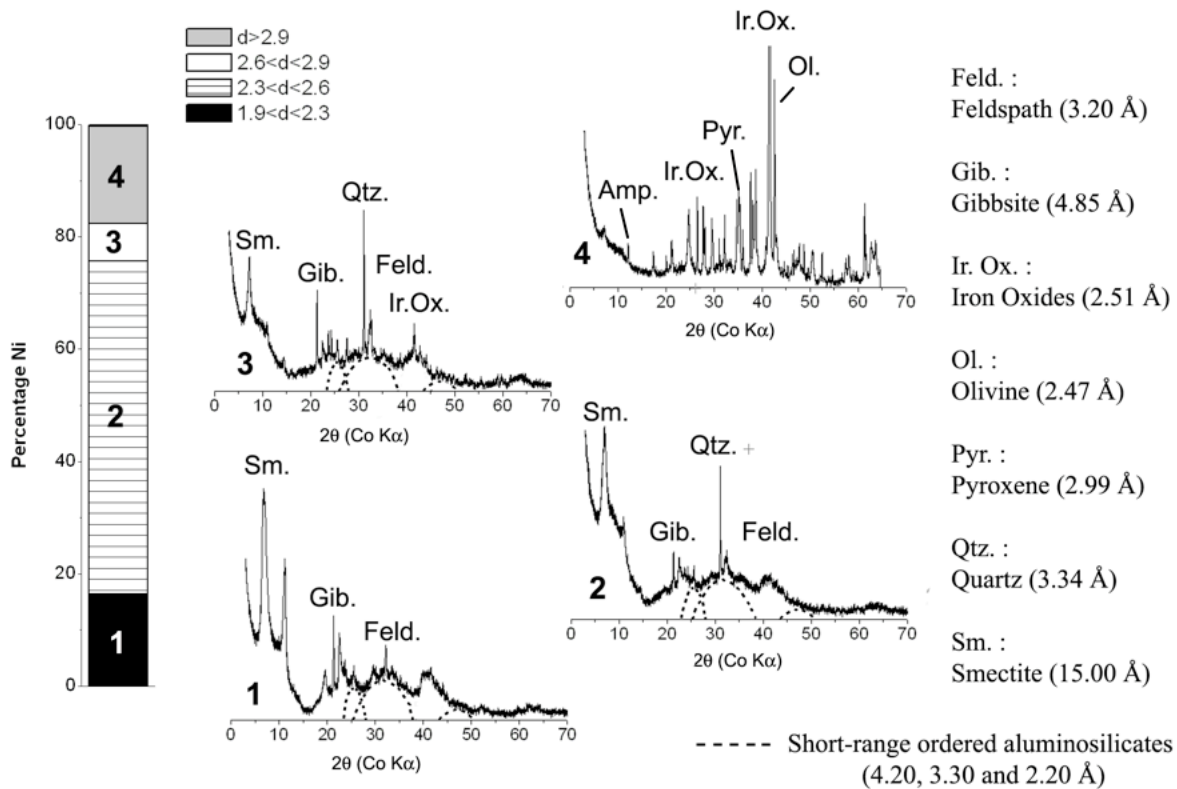 d>2.9
2.6<d<2.9
2.3<d<2.6
1.9<d<2.3
Percentage Ni
100
80
60
40
20
0
4
3
2
1
Sm.
Gib.
Qtz.
Feld.
Ir.Ox.
3
0 10 20 30 40 50 60 70
2θ (Co Kα)
Ir.Ox.
Ol.
Pyr.
Ir.Ox.
Amp.
4
0 10 20 30 40 50 60 70
2θ (Co Kα)
Sm.
Gib.
Feld.
1
0 10 20 30 40 50 60 70
2θ (Co Kα)
Sm.
Qtz. +
Gib.
Feld.
2
0 10 20 30 40 50 60 70
2θ (Co Kα)
Feld. :
Feldspath (3.20 Å)
Gib. :
Gibbsite (4.85 Å)
Ir. Ox. :
Iron Oxides (2.51 Å)
Ol. :
Olivine (2.47 Å)
Pyr. :
Pyroxene (2.99 Å)
Qtz. :
Quartz (3.34 Å)
Sm. :
Smectite (15.00 Å)
Short-range ordered aluminosilicates
(4.20, 3.30 and 2.20 Å)